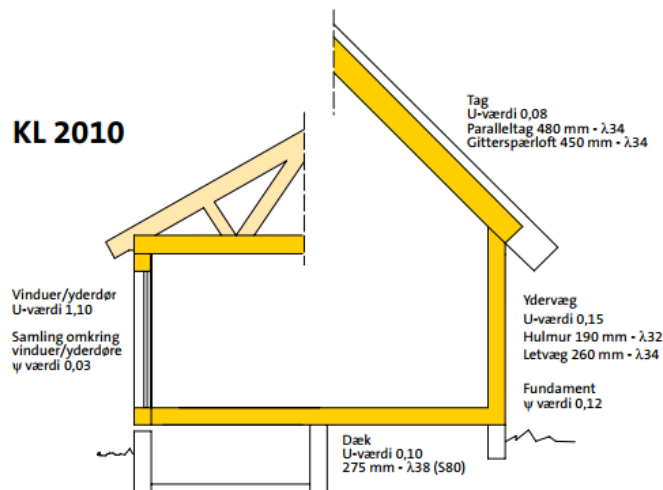 KL 2010
Tag
U-værdi 0,08
Paralleltag 480 mm - λ34
Gitterspærloft 450 mm - λ34
Vinduer/yderdør
U-værdi 1,10
Samling omkring
vinduer/yderdøre
ψ værdi 0,03
Ydervæg
U-værdi 0,15
Hulmur 190 mm - λ32
Letvæg 260 mm - λ34
Fundament
ψ værdi 0,12
Dæk
U-værdi 0,10
275 mm - λ38 (S80)